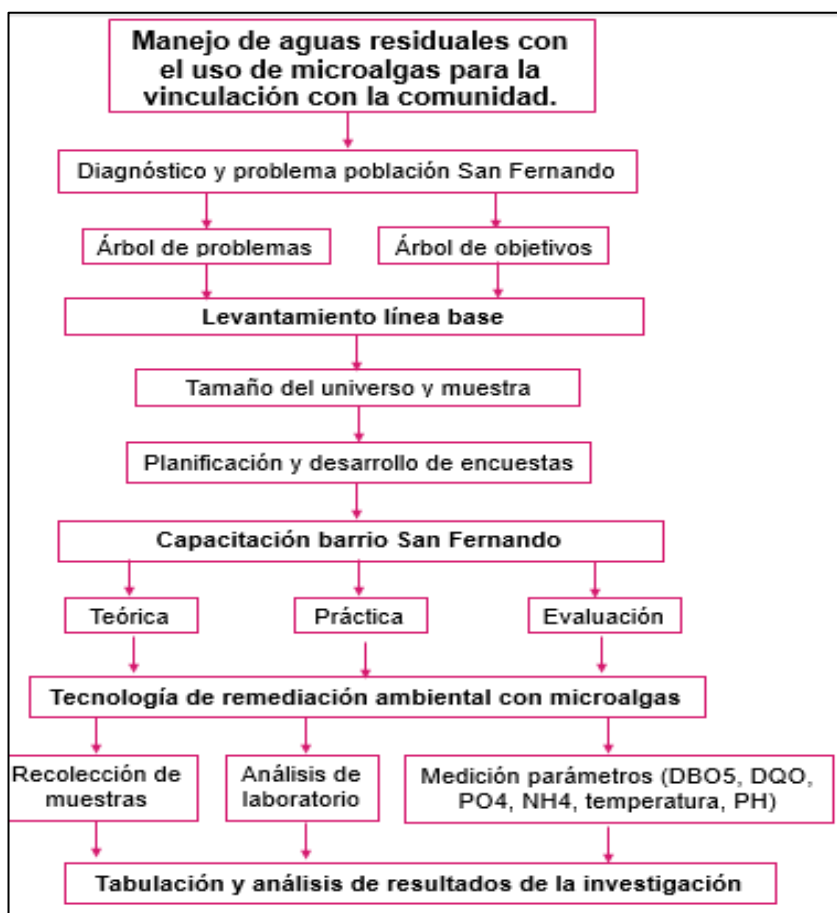 Manejo de aguas residuales con
el uso de microalgas para la
vinculación con la comunidad.
Diagnóstico y problema población San Fernando
Árbol de problemas
Árbol de objetivos
Levantamiento línea base
Tamaño del universo y muestra
Planificación y desarrollo de encuestas
Capacitación barrio San Fernando
Teórica
Práctica
Evaluación
Tecnología de remediación ambiental con microalgas
Recolección de
muestras
Análisis de
laboratorio
Medición parámetros (DBO5, DQO,
PO4, NH4, temperatura, PH)
Tabulación y análisis de resultados de la investigación